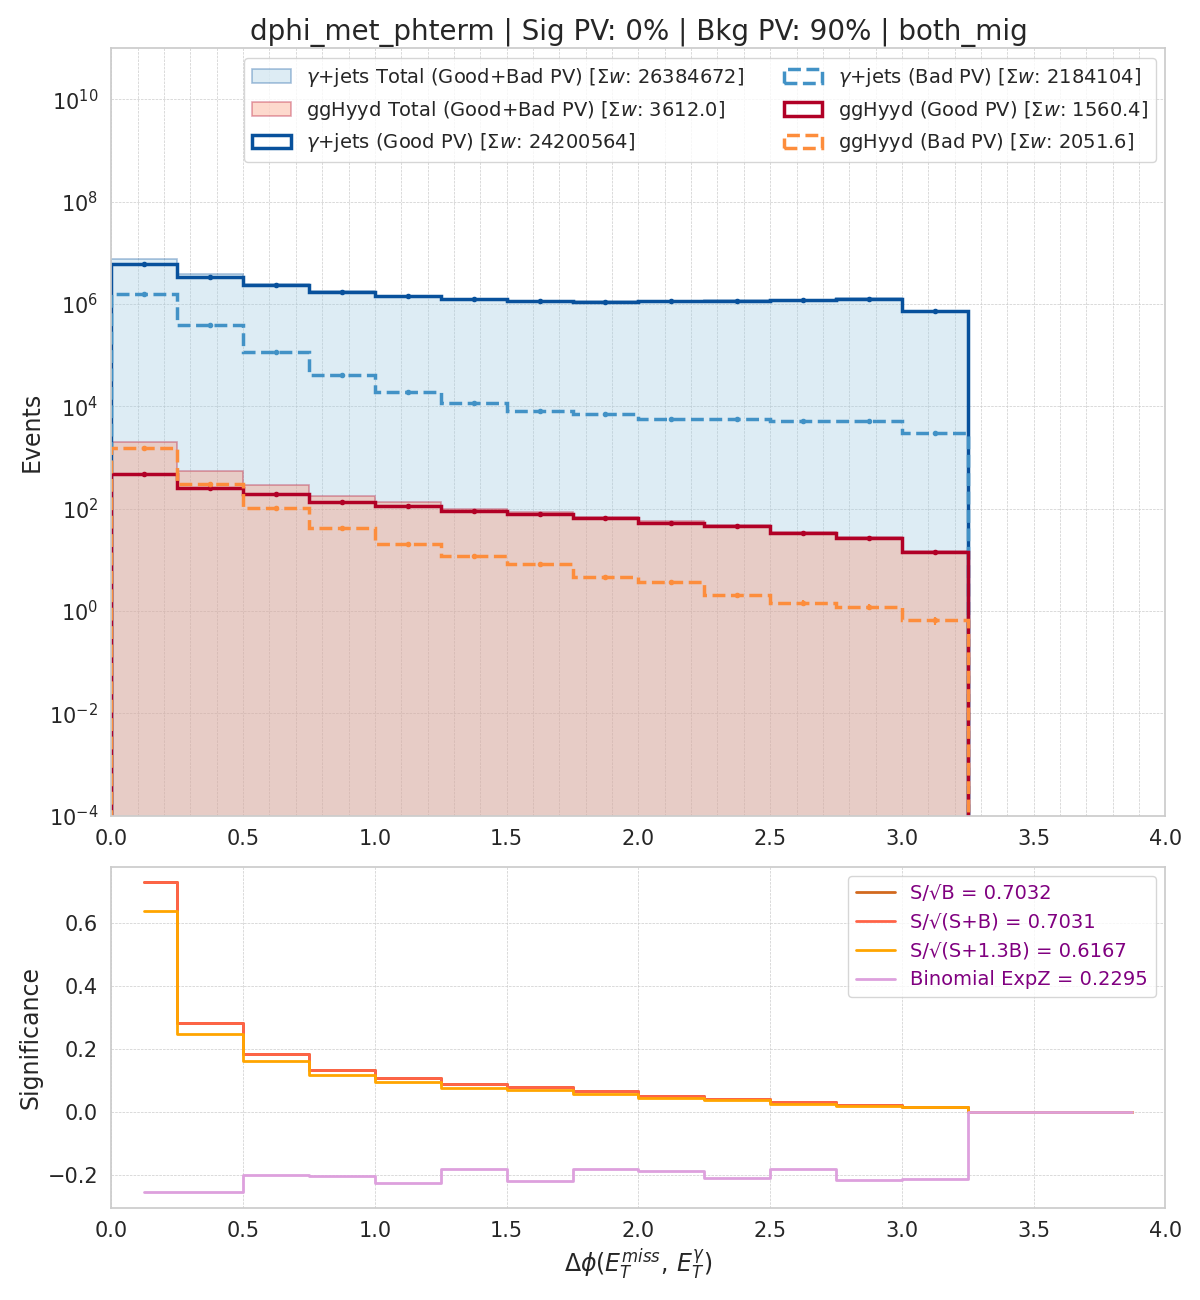 dphi_met_phterm | Sig PV: 0% | Bkg PV: 90% | both_mig
γ+jets Total (Good+Bad PV) [Σw: 26384672]
ggHyyd Total (Good+Bad PV) [Σw: 3612.0]
γ+jets (Good PV) [Σw: 24200564]
γ+jets (Bad PV) [Σw: 2184104]
ggHyyd (Good PV) [Σw: 1560.4]
ggHyyd (Bad PV) [Σw: 2051.6]
Events
10^10
10^8
10^6
10^4
10^2
10^0
10^−2
10^−4
0.0 0.5 1.0 1.5 2.0 2.5 3.0 3.5 4.0
S/√B = 0.7032
S/√(S+B) = 0.7031
S/√(S+1.3B) = 0.6167
Binomial ExpZ = 0.2295
Significance
0.6
0.4
0.2
0.0
−0.2
0.0 0.5 1.0 1.5 2.0 2.5 3.0 3.5 4.0
Δϕ(E_T^miss, E_T^γ)